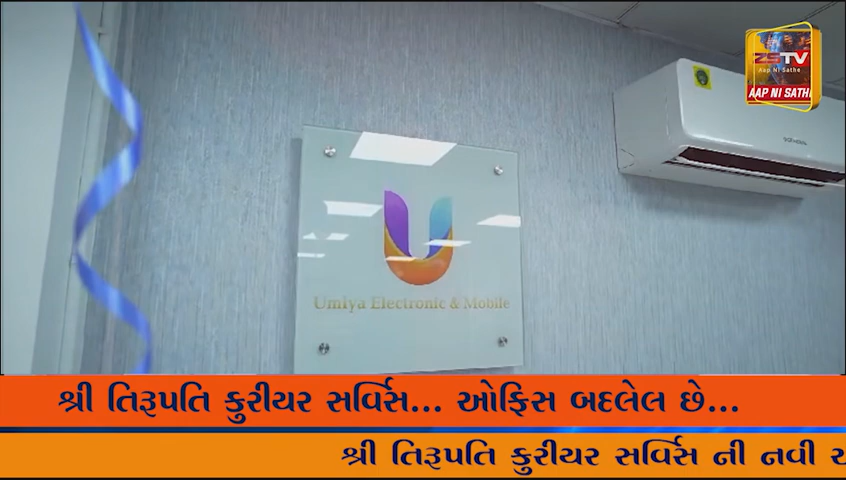 ZSTV
Aap Ni Sathe
AAP NI SATHE
Umiya Electronic & Mobile
શ્રી તિરૂપતિ કુરીયર સર્વિસ... ઓફિસ બદલેલ છે...
શ્રી તિરૂપતિ કુરીયર સર્વિસ ની નવી